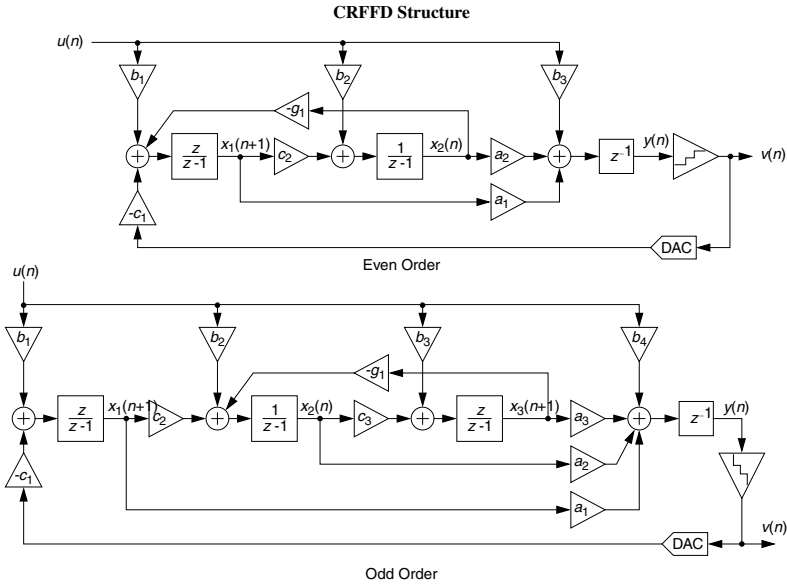 CRFFD Structure
u(n)
b1 b2 b3
-g1
z/z-1 x1(n+1) c2 1/z-1 x2(n) a2 z-1 y(n) v(n)
-c1 a1
DAC
Even Order
u(n)
b1 b2 b3 b4
-g1
z/z-1 x1(n+1) c2 1/z-1 x2(n) c3 z/z-1 x3(n+1) a3 z-1 y(n)
-c1 a2
a1
DAC v(n)
Odd Order